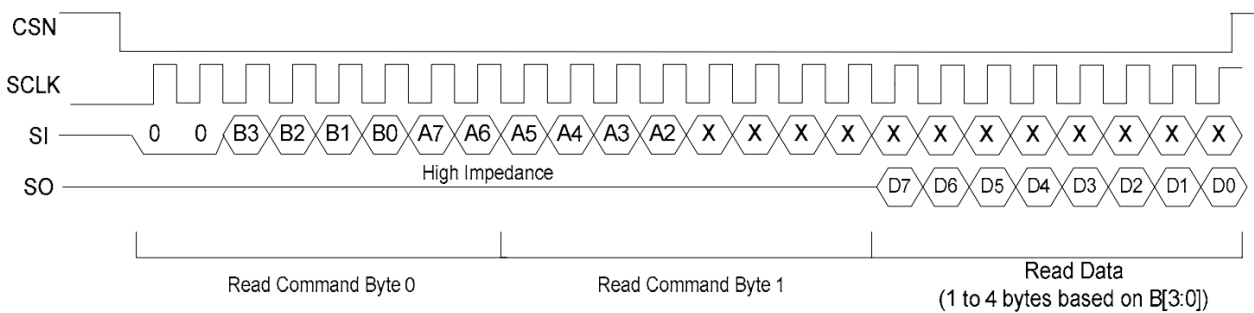 CSN
SCLK
SI 0 0 B3 B2 B1 B0 A7 A6 A5 A4 A3 A2 X X X X X X X X X X X X
High Impedance
SO D7 D6 D5 D4 D3 D2 D1 D0
Read Command Byte 0 Read Command Byte 1 Read Data
(1 to 4 bytes based on B[3:0])